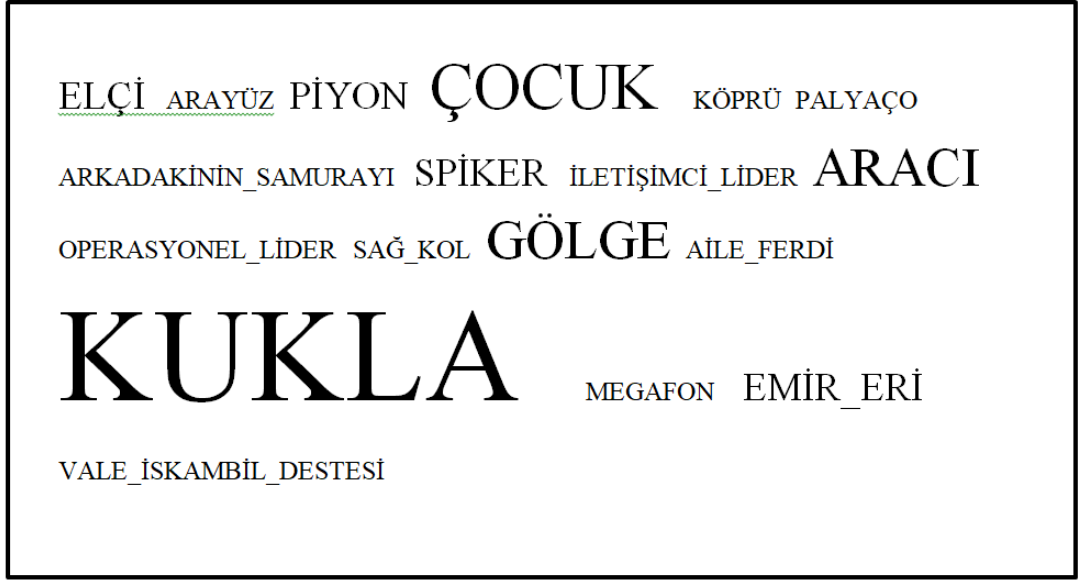 ELÇİ ARAYÜZ PİYON ÇOCUK KÖPRÜ PALYAÇO
ARKADAKİNİN_SAMURAYI SPİKER İLETİŞİMCİ_LİDER ARACI
OPERASYONEL_LİDER SAĞ_KOL GÖLGE AİLE_FERDİ
KUKLA MEGAFON EMİR_ERİ
VALE_İSKAMBİL_DESTESİ